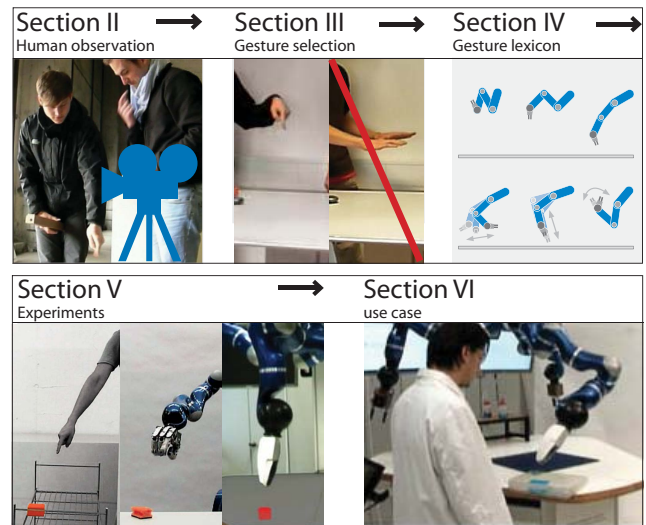 Section II
Human observation
Section III
Gesture selection
Section IV
Gesture lexicon
Section V
Experiments
Section VI
use case